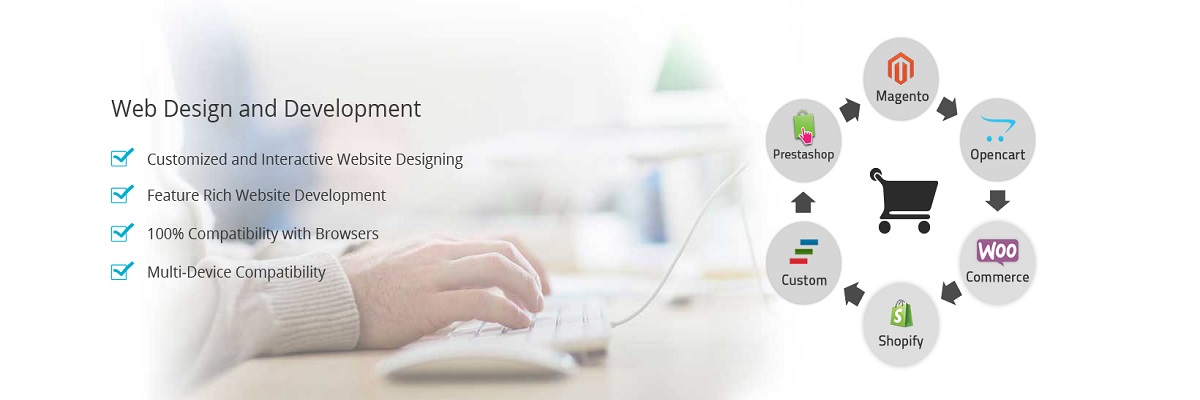 Web Design and Development
Customized and Interactive Website Designing
Feature Rich Website Development
100% Compatibility with Browsers
Multi-Device Compatibility
Magento
Opencart
Woo
Commerce
Shopify
Custom
Prestashop